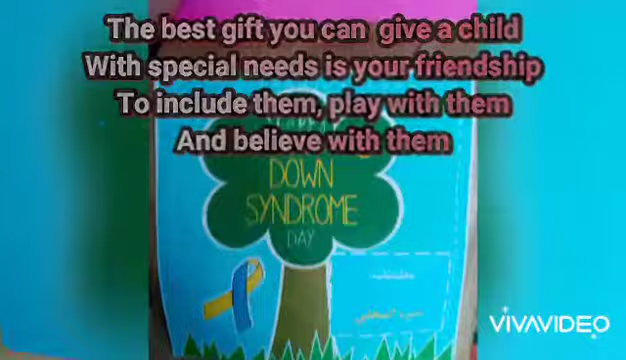 The best gift you can give a child
With special needs is your friendship
To include them, play with them
And believe with them
DOWN
SYNDROME
DAY
VIVAVIDEO